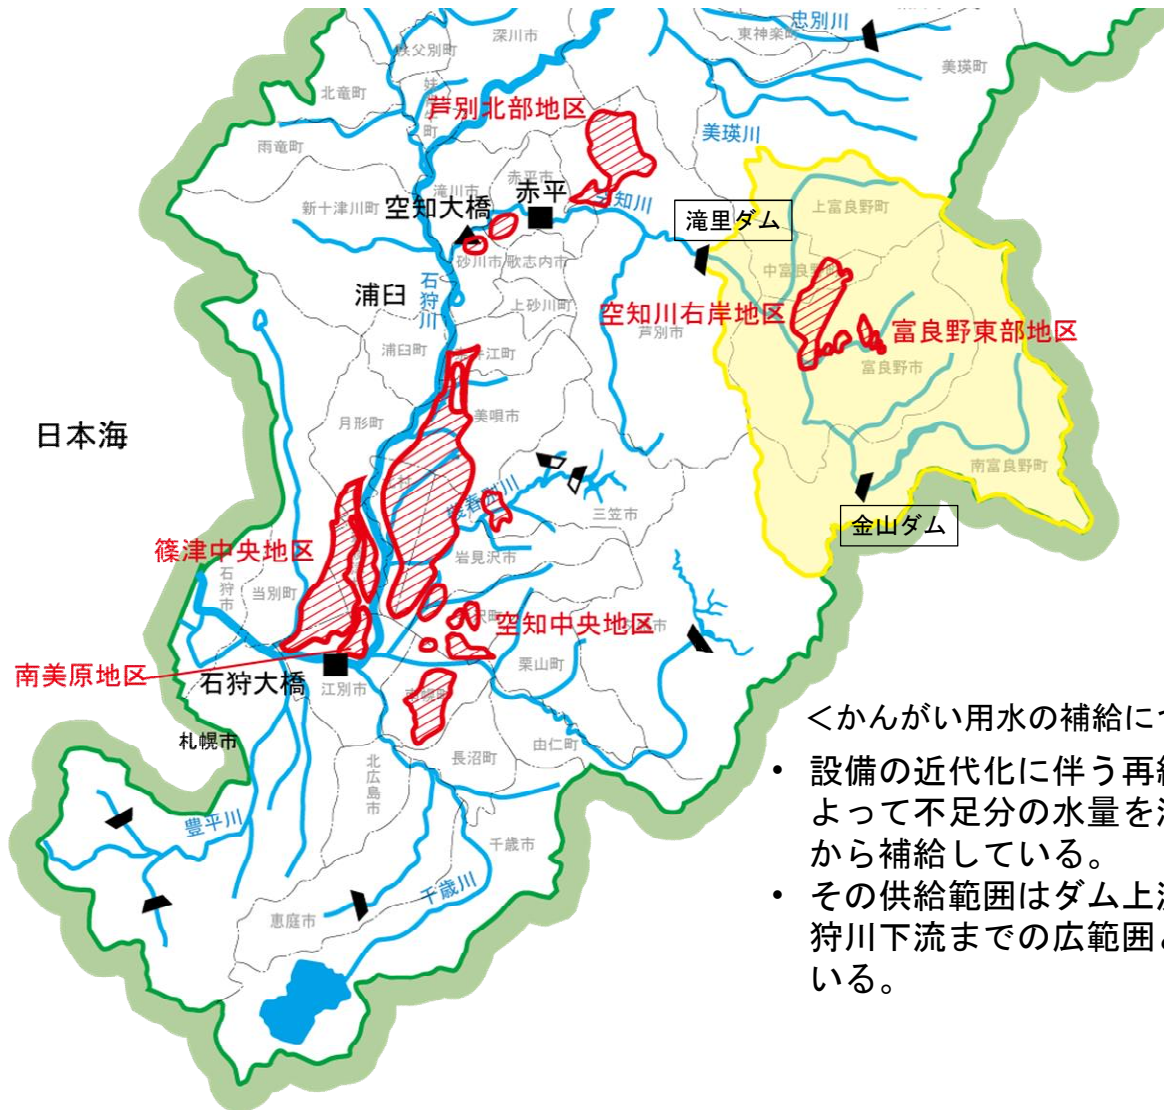 忠別川
東神楽町
深川市
秩父別町
美瑛町
北竜町
芦別北部地区
美瑛川
雨竜町
赤平市
滝川市
赤平
新十津川町
空知大橋
滝里ダム
上富良野町
砂川市
歌志内市
中富良野町
石狩川
浦臼
上砂川町
空知川右岸地区
芦別市
富良野東部地区
浦臼町
富良野市
月形町
美唄市
日本海
南富良野町
三笠市
金山ダム
篠津中央地区
岩見沢市
石狩市
当別町
空知中央地区
栗山町
南美原地区
石狩大橋
江別市
札幌市
由仁町
長沼町
北広島市
<かんがい用水の補給に
・ 設備の近代化に伴う再
よって不足分の水量を
から補給している。
・ その供給範囲はダム上
狩川下流までの広範囲
いる。
豊平川
千歳市
千歳川
恵庭市